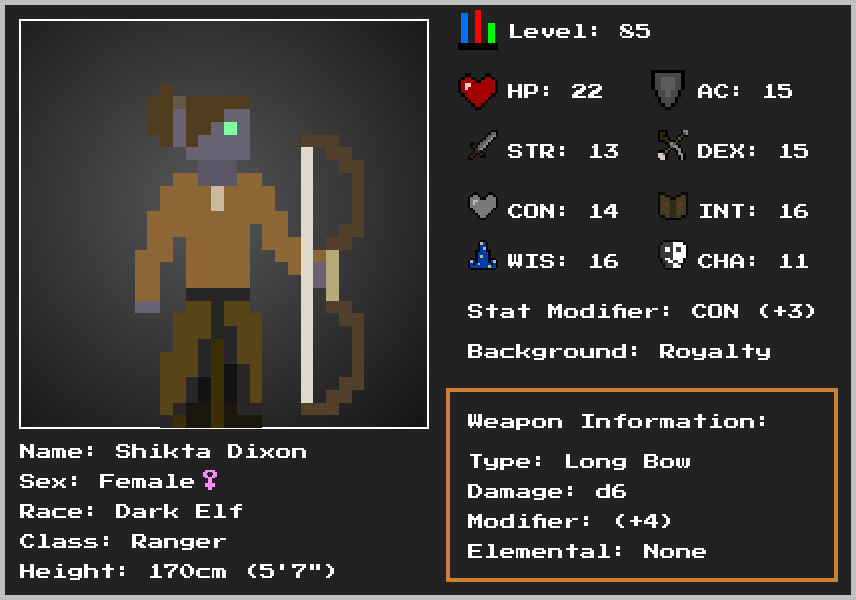 Level: 85
HP: 22 AC: 15
STR: 13 DEX: 15
CON: 14 INT: 16
WIS: 16 CHA: 11
Stat Modifier: CON (+3)
Background: Royalty
Weapon Information:
Type: Long Bow
Damage: d6
Modifier: (+4)
Elemental: None
Name: Shikta Dixon
Sex: Female♀
Race: Dark Elf
Class: Ranger
Height: 170cm (5'7")